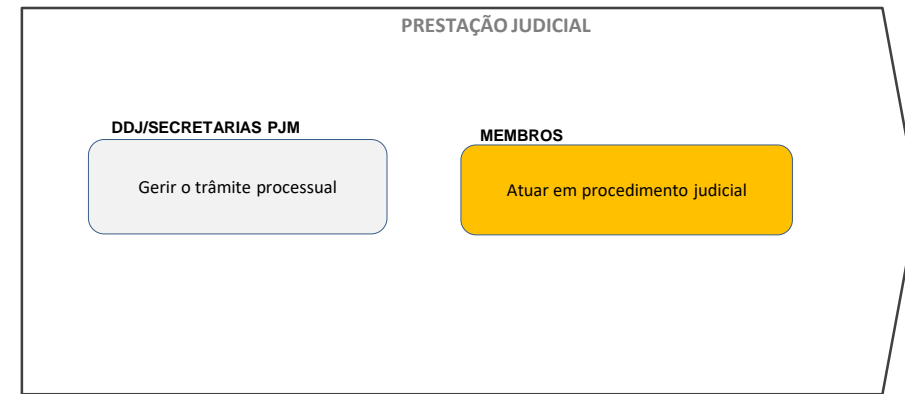 PRESTAÇÃO JUDICIAL
DDJ/SECRETARIAS PJM
Gerir o trâmite processual
MEMBROS
Atuar em procedimento judicial